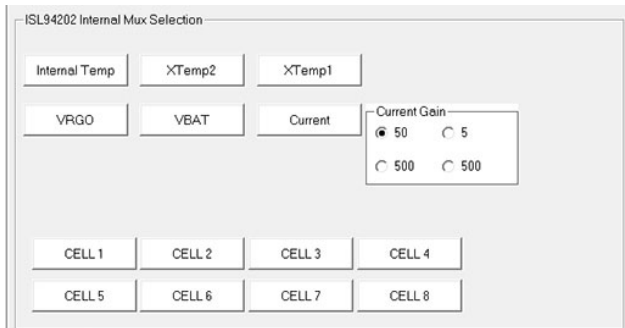 ISL94202 Internal Mux Selection
Internal Temp XTemp2 XTemp1
VRGO VBAT Current
Current Gain
50 5
500 500
CELL 1 CELL 2 CELL 3 CELL 4
CELL 5 CELL 6 CELL 7 CELL 8